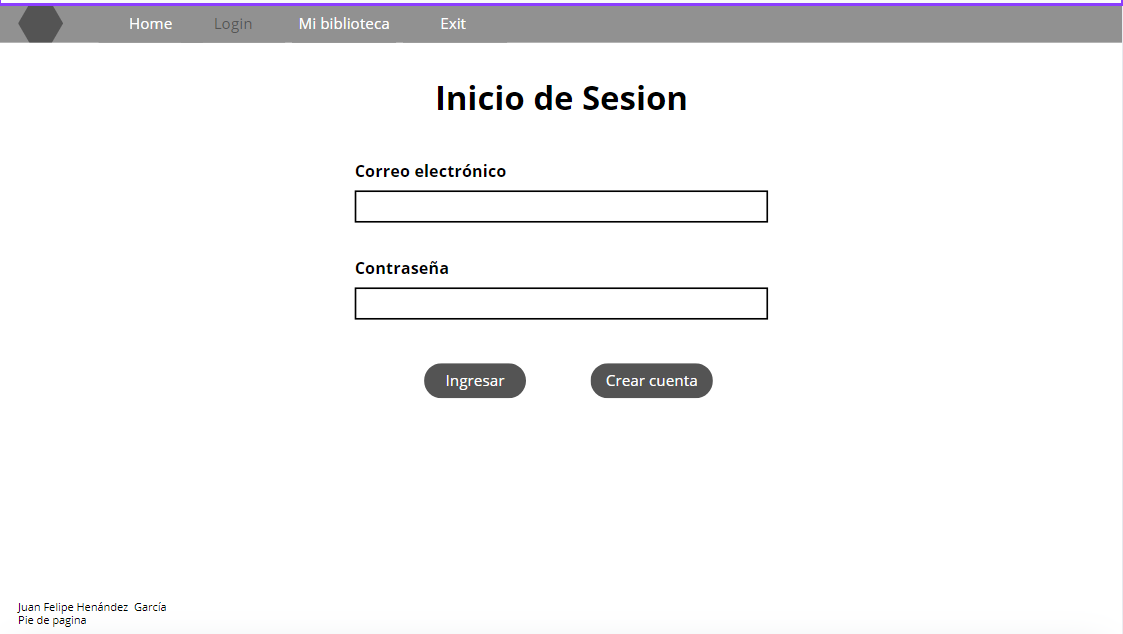 Home Login Mi biblioteca Exit
Inicio de Sesion
Correo electrónico
Contraseña
Ingresar Crear cuenta
Juan Felipe Henández García
Pie de pagina